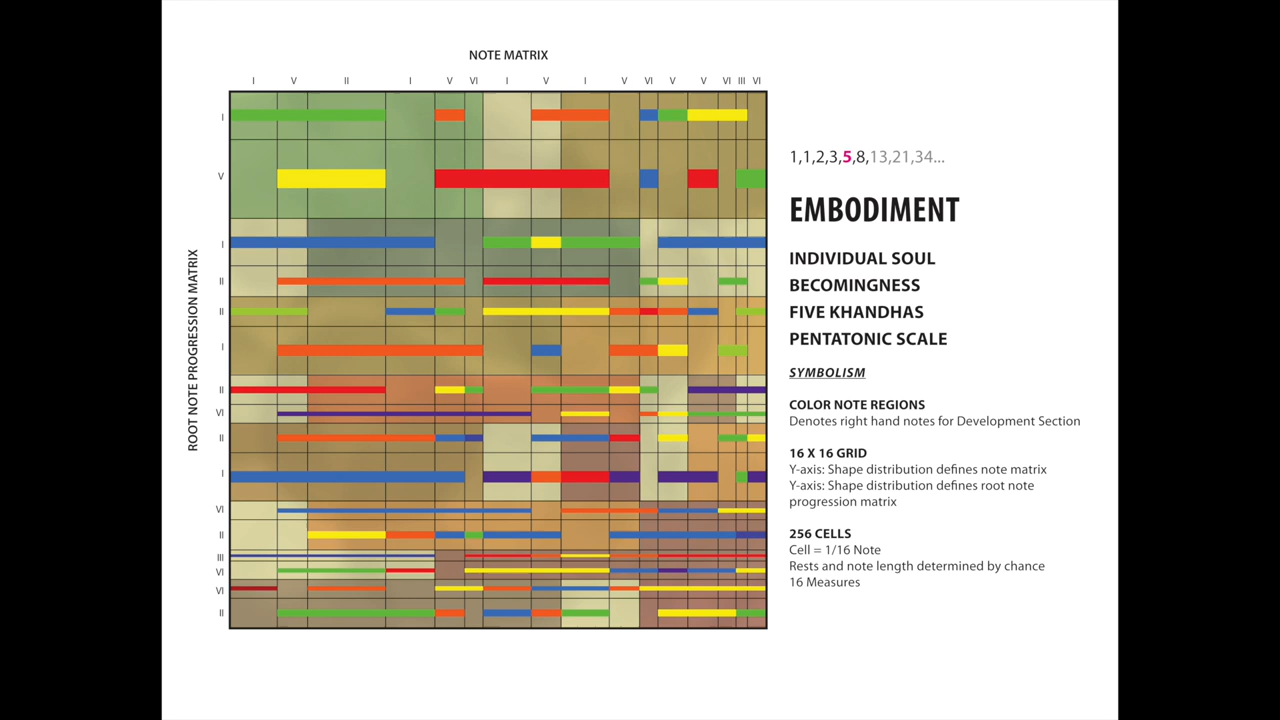 NOTE MATRIX
I V II I V VI I V I V VI V V VI III VI
ROOT NOTE PROGRESSION MATRIX
I
V
I
II
II
I
II
VI
II
I
VI
II
III
VI
VI
II
1,1,2,3,5,8,13,21,34...
EMBODIMENT
INDIVIDUAL SOUL
BECOMINGNESS
FIVE KHANDHAS
PENTATONIC SCALE
SYMBOLISM
COLOR NOTE REGIONS
Denotes right hand notes for Development Section
16 X 16 GRID
Y-axis: Shape distribution defines note matrix
Y-axis: Shape distribution defines root note
progression matrix
256 CELLS
Cell = 1/16 Note
Rests and note length determined by chance
16 Measures